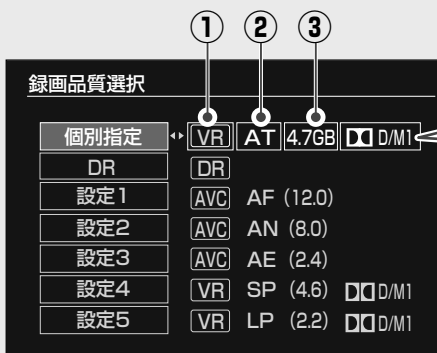 ① ② ③
録画品質選択
個別指定 VR AT 4.7GB D/M1
DR DR
設定1 AVC AF (12.0)
設定2 AVC AN (8.0)
設定3 AVC AE (2.4)
設定4 VR SP (4.6) D/M1
設定5 VR LP (2.2) D/M1